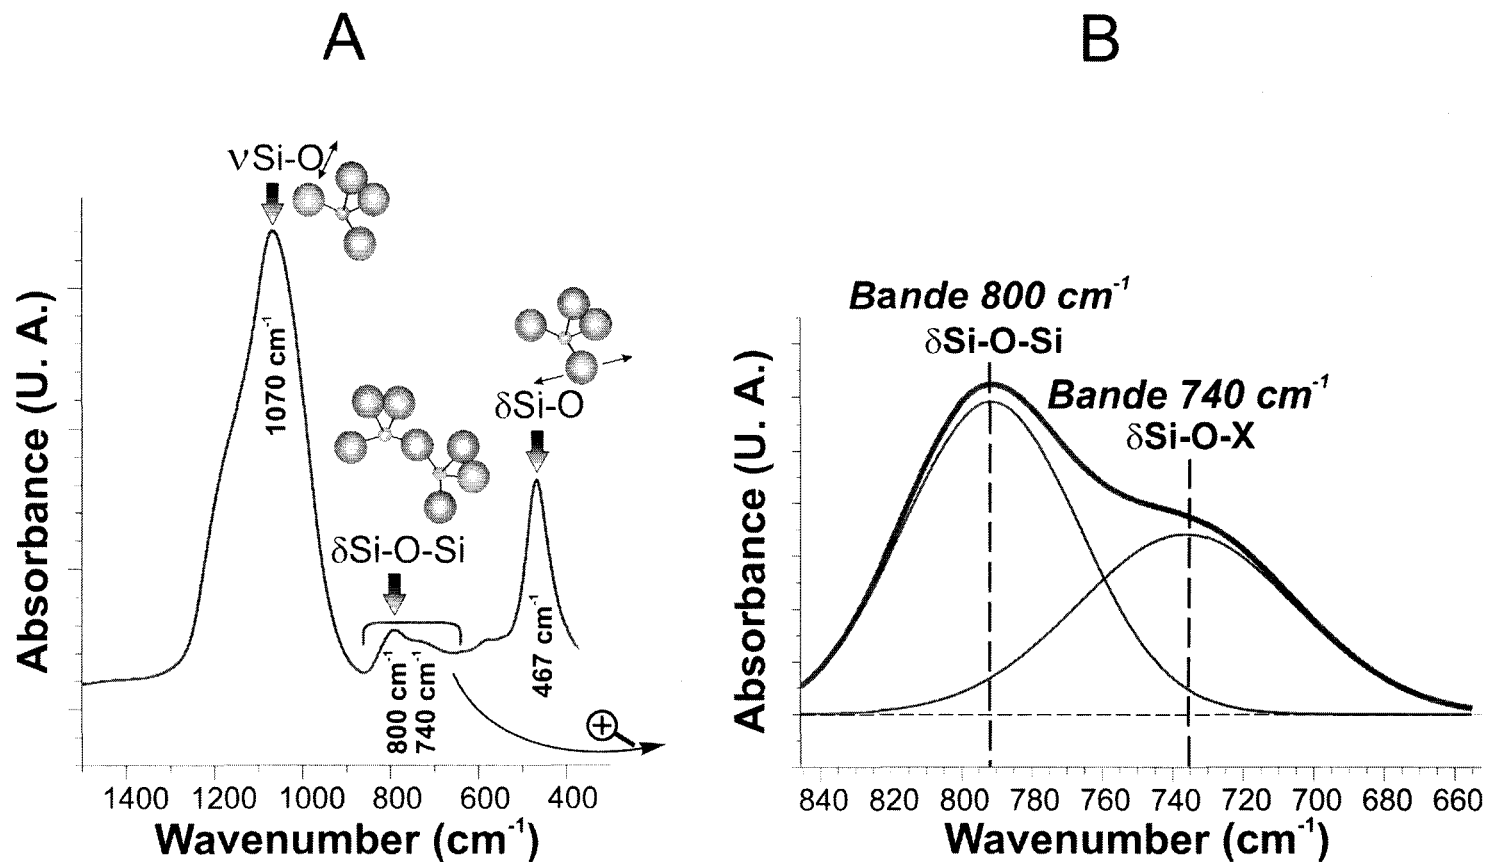 A
B
νSi-O
1070 cm⁻¹
δSi-O
δSi-O-Si
800 cm⁻¹
740 cm⁻¹
467 cm⁻¹
Absorbance (U. A.)
1400 1200 1000 800 600 400
Wavenumber (cm⁻¹)
Bande 800 cm⁻¹
δSi-O-Si
Bande 740 cm⁻¹
δSi-O-X
Absorbance (U. A.)
840 820 800 780 760 740 720 700 680 660
Wavenumber (cm⁻¹)